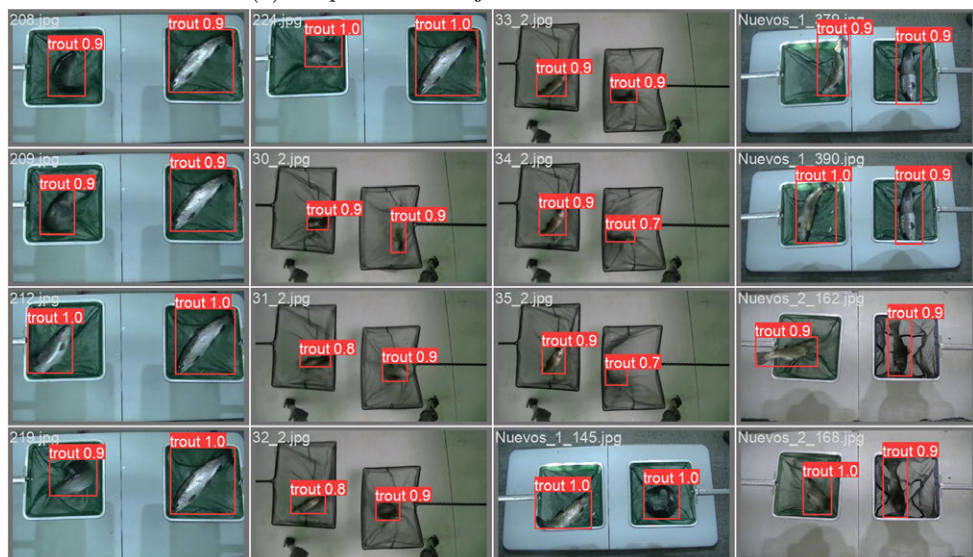 208.jpg
trout 0.9
trout 0.9
224.jpg
trout 1.0
trout 1.0
33_2.jpg
trout 0.9
trout 0.9
Nuevos_1_379.jpg
trout 0.9
trout 0.9
209.jpg
trout 0.9
trout 0.9
30_2.jpg
trout 0.9
trout 0.9
34_2.jpg
trout 0.9
trout 0.7
Nuevos_1_390.jpg
trout 1.0
trout 0.9
212.jpg
trout 1.0
trout 1.0
31_2.jpg
trout 0.8
trout 0.9
35_2.jpg
trout 0.9
trout 0.7
Nuevos_2_162.jpg
trout 0.9
trout 0.9
219.jpg
trout 0.9
trout 1.0
32_2.jpg
trout 0.8
trout 0.9
Nuevos_1_145.jpg
trout 1.0
trout 1.0
Nuevos_2_168.jpg
trout 1.0
trout 0.9